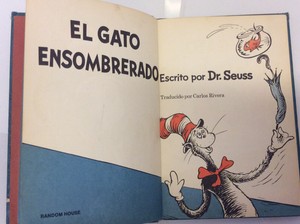 EL GATO
ENSOMBRERADO
Escrito por Dr. Seuss
Traducido por Carlos Rivera
RANDOM HOUSE